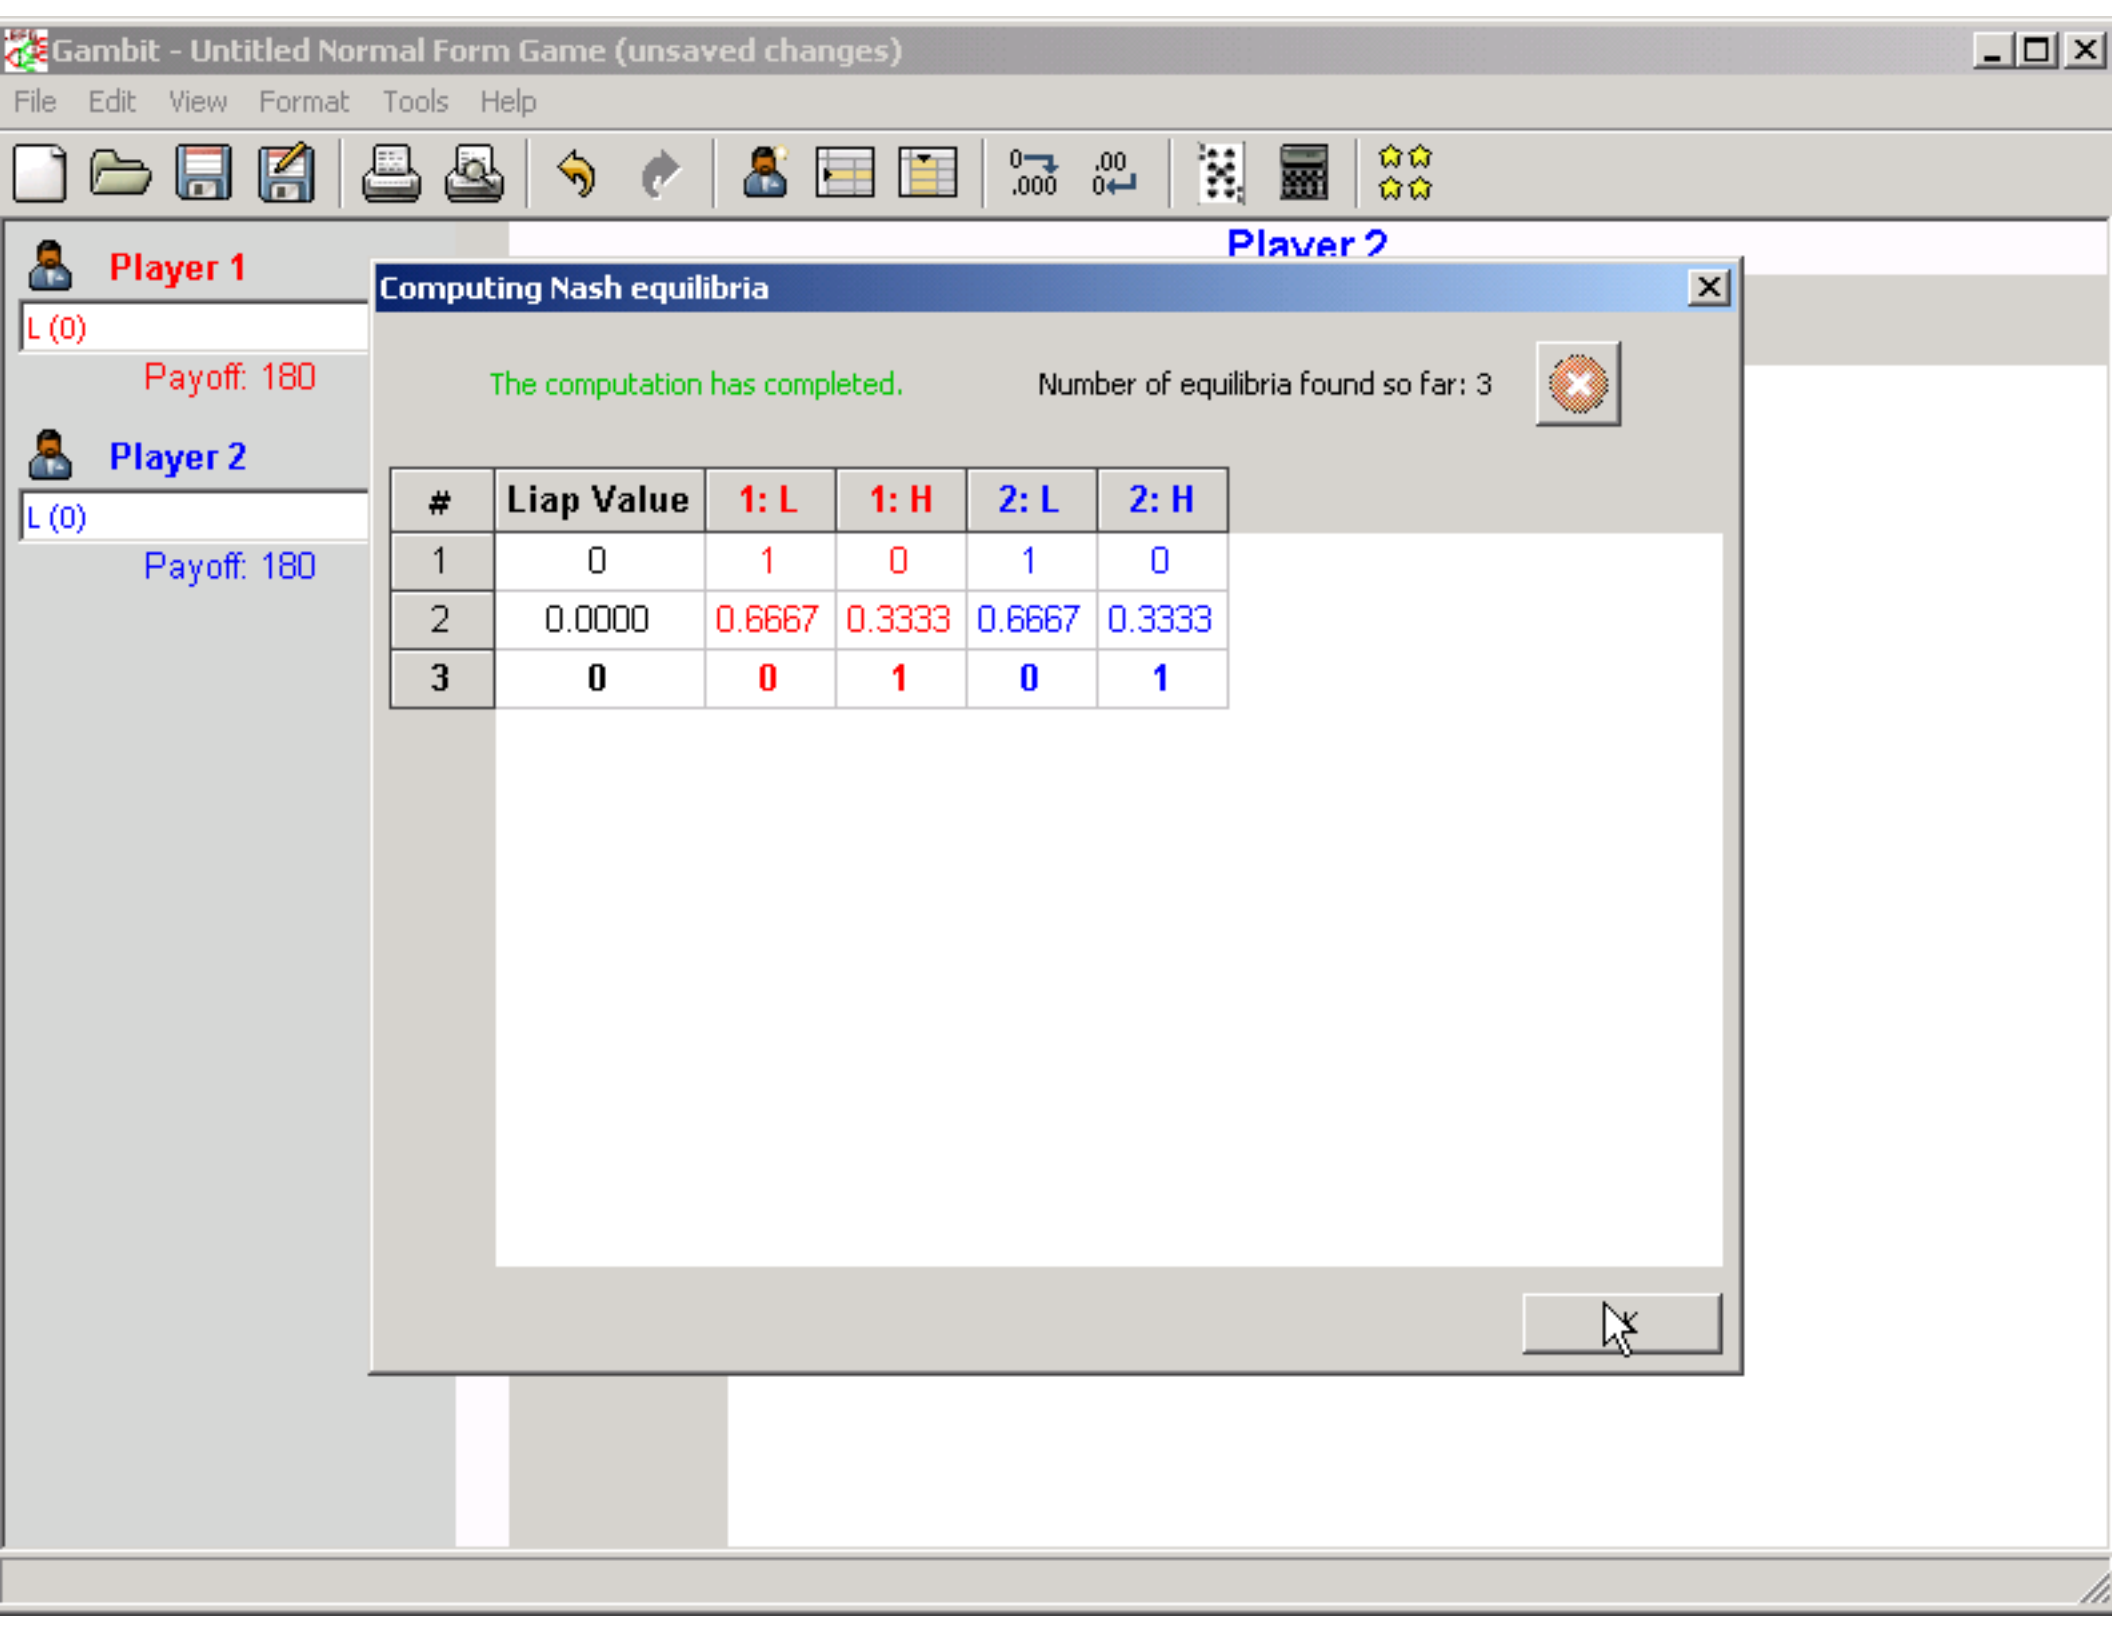 Gambit - Untitled Normal Form Game (unsaved changes)
File Edit View Format Tools Help
0 .000 .00 0
Player 1
L (0)
Payoff: 180
Player 2
L (0)
Payoff: 180
Player 2
Computing Nash equilibria
The computation has completed. Number of equilibria found so far: 3
# Liap Value 1: L 1: H 2: L 2: H
1 0 1 0 1 0
2 0.0000 0.6667 0.3333 0.6667 0.3333
3 0 0 1 0 1